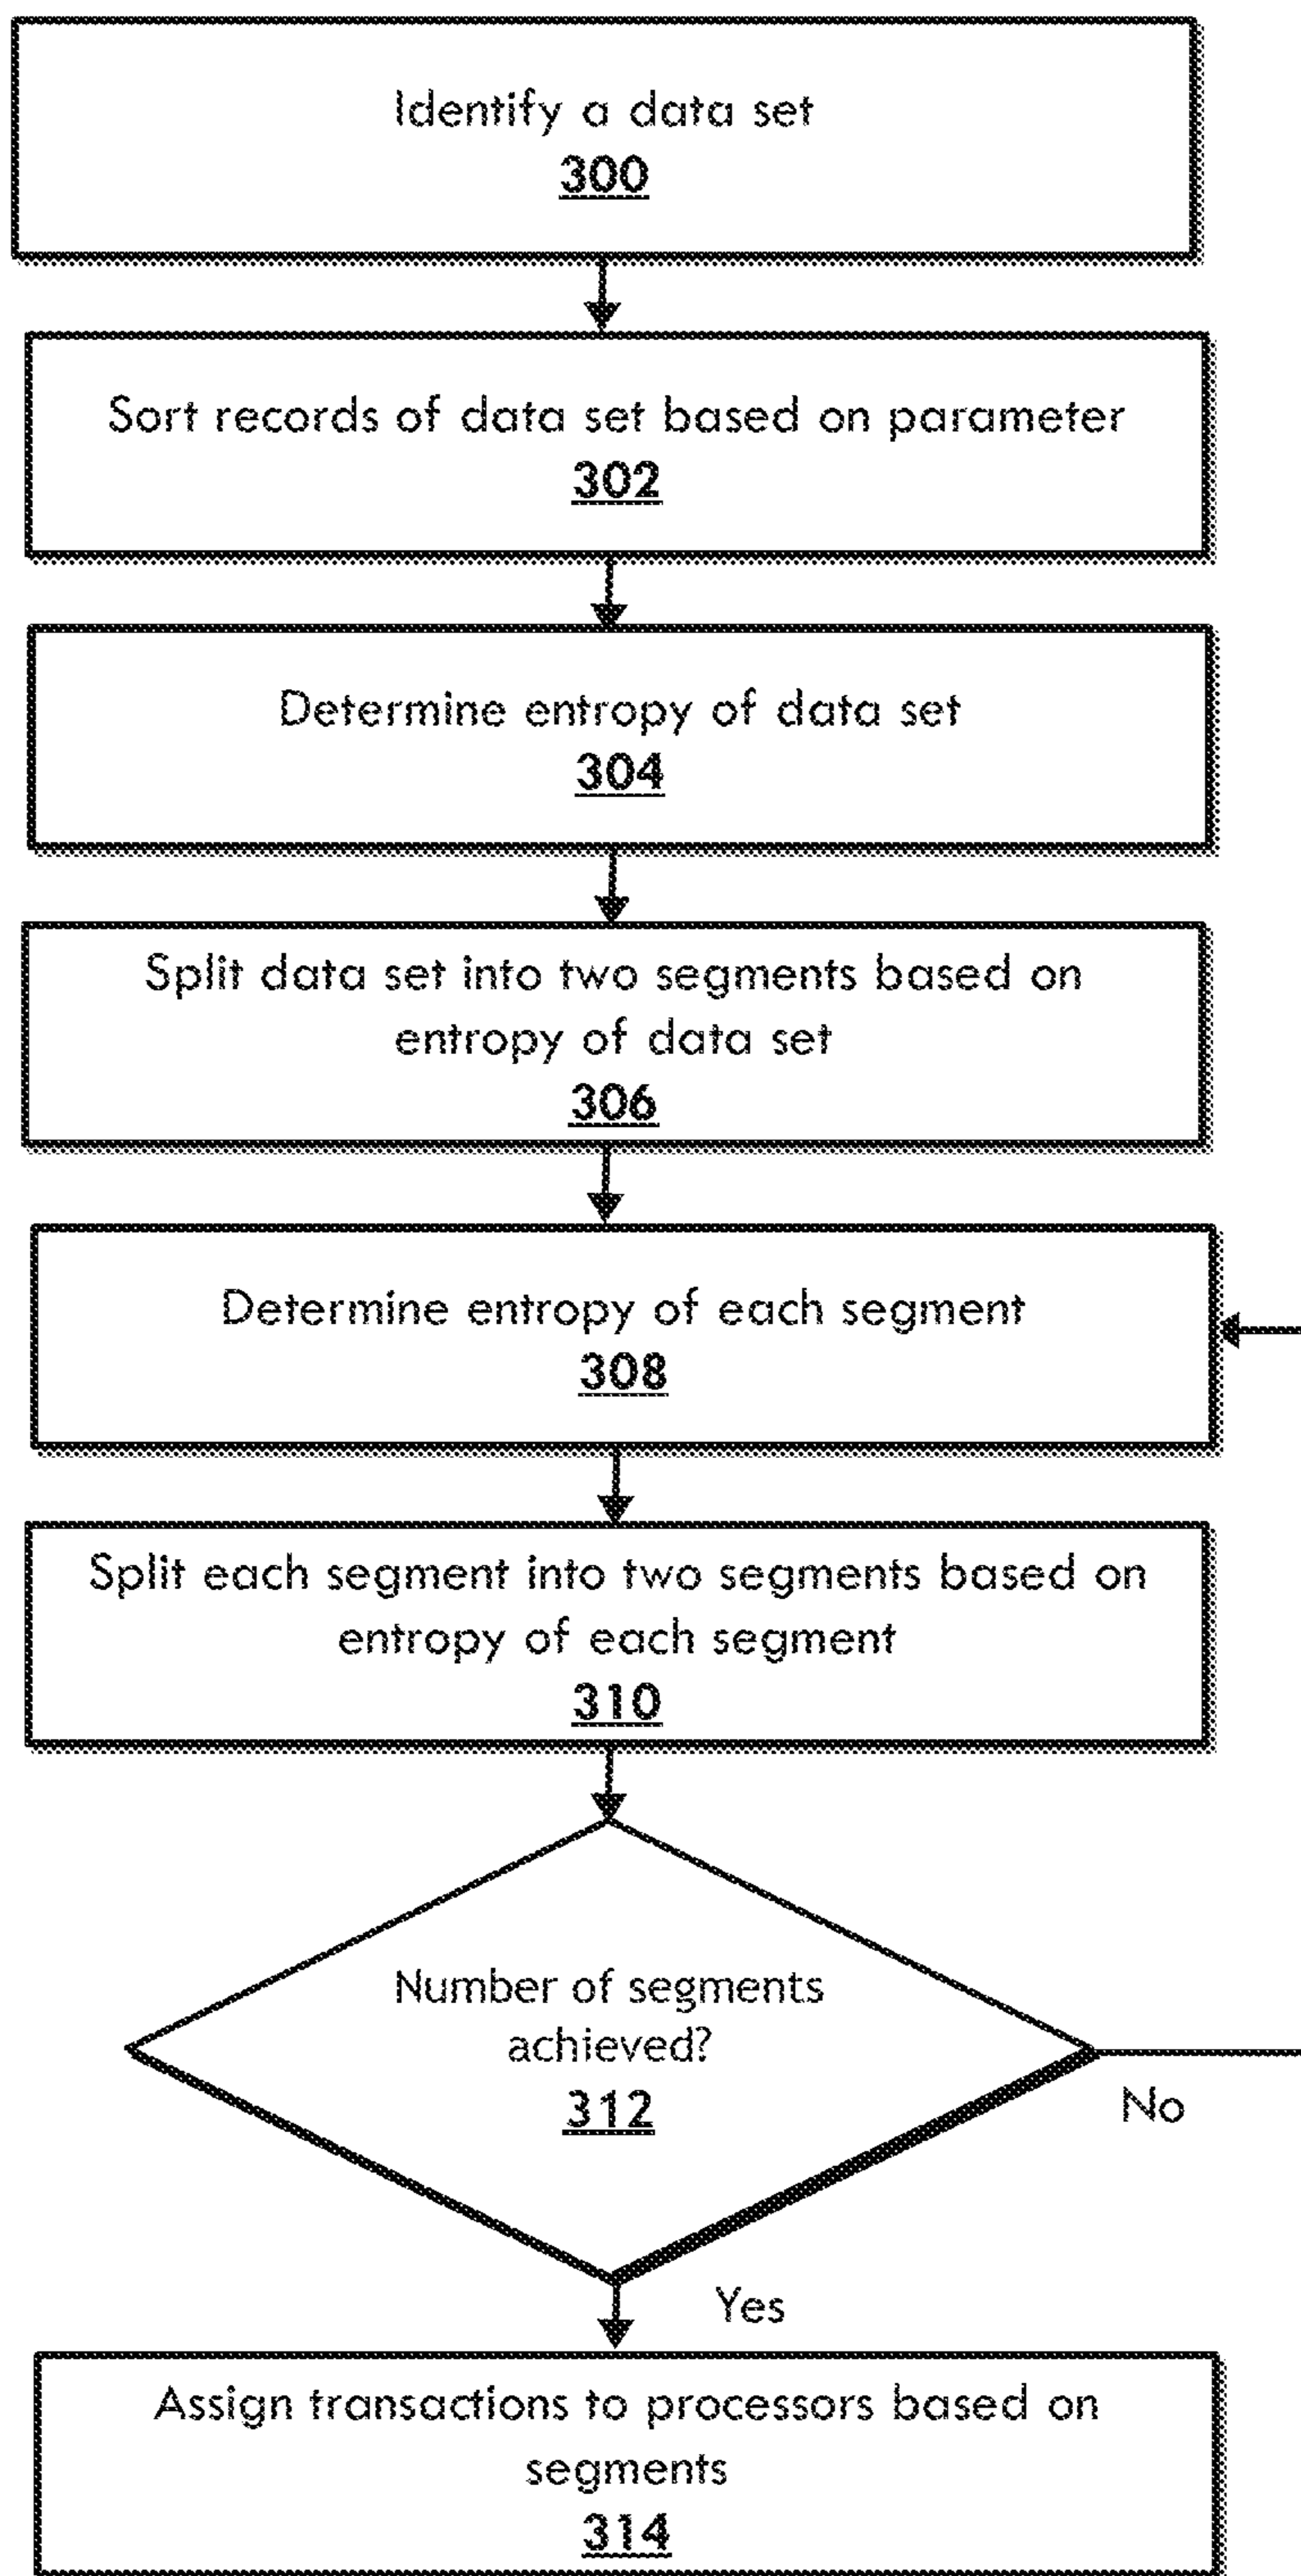 Identify a data set
300
Sort records of data set based on parameter
302
Determine entropy of data set
304
Split data set into two segments based on
entropy of data set
306
Determine entropy of each segment
308
Split each segment into two segments based on
entropy of each segment
310
Number of segments
achieved?
312
No
Yes
Assign transactions to processors based on
segments
314